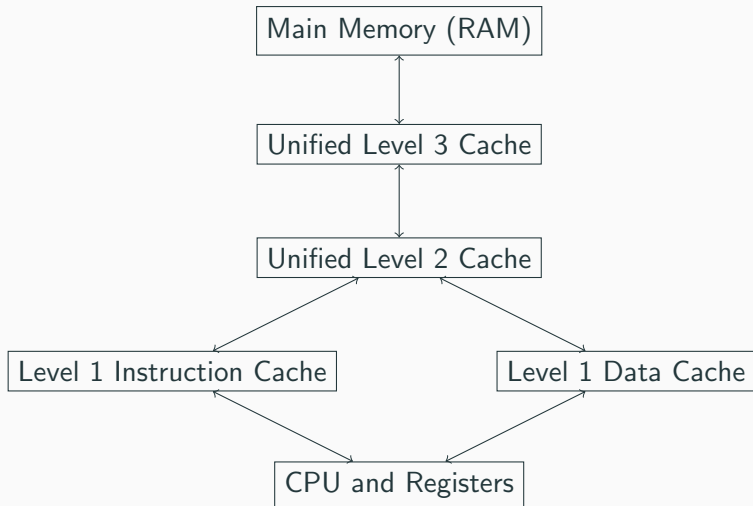 Main Memory (RAM)
Unified Level 3 Cache
Unified Level 2 Cache
Level 1 Instruction Cache
Level 1 Data Cache
CPU and Registers